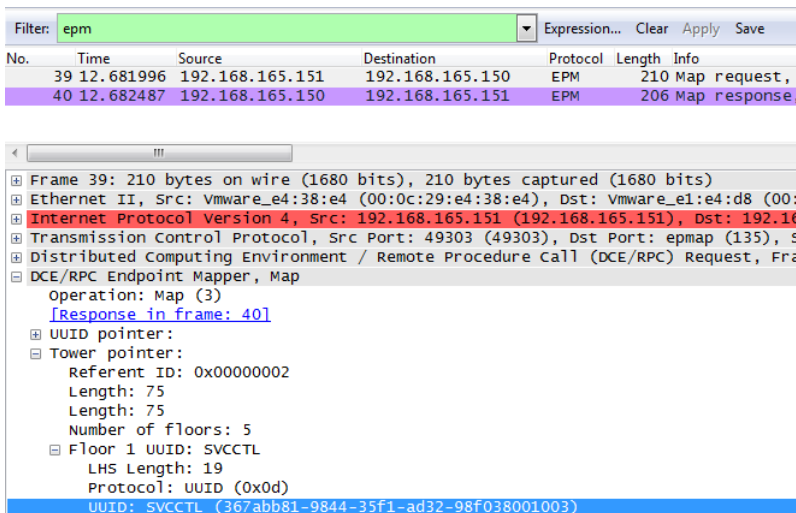 Filter: epm Expression... Clear Apply Save
No. Time Source Destination Protocol Length Info
39 12.681996 192.168.165.151 192.168.165.150 EPM 210 Map request,
40 12.682487 192.168.165.150 192.168.165.151 EPM 206 Map response
Frame 39: 210 bytes on wire (1680 bits), 210 bytes captured (1680 bits)
Ethernet II, Src: Vmware_e4:38:e4 (00:0c:29:e4:38:e4), Dst: Vmware_e1:e4:d8 (00:
Internet Protocol Version 4, Src: 192.168.165.151 (192.168.165.151), Dst: 192.16
Transmission Control Protocol, Src Port: 49303 (49303), Dst Port: epmap (135), S
Distributed Computing Environment / Remote Procedure Call (DCE/RPC) Request, Fra
DCE/RPC Endpoint Mapper, Map
Operation: Map (3)
[Response in frame: 40]
UUID pointer:
Tower pointer:
Referent ID: 0x00000002
Length: 75
Length: 75
Number of floors: 5
Floor 1 UUID: SVCCTL
LHS Length: 19
Protocol: UUID (0x0d)
UUID: SVCCTL (367abb81-9844-35f1-ad32-98f038001003)